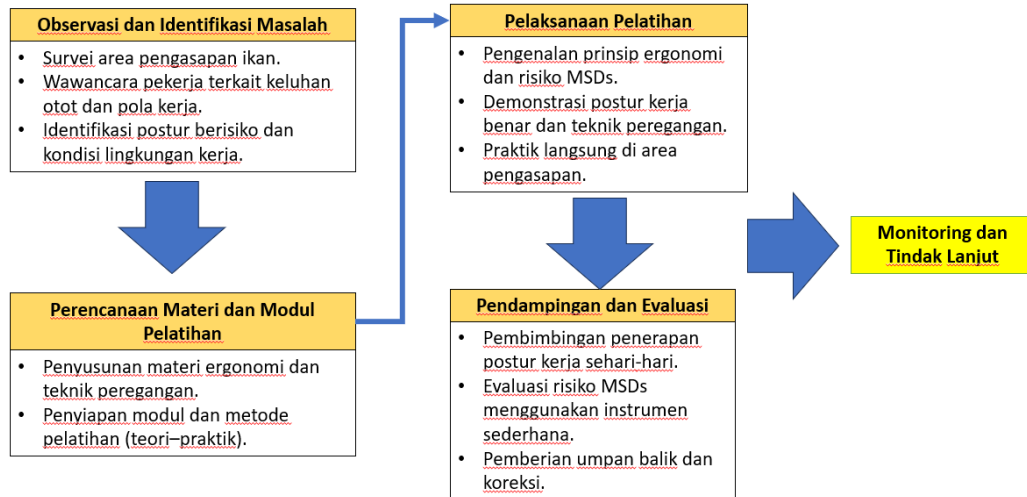 Observasi dan Identifikasi Masalah
• Survei area pengasapan ikan.
• Wawancara pekerja terkait keluhan
otot dan pola kerja.
• Identifikasi postur berisiko dan
kondisi lingkungan kerja.
Perencanaan Materi dan Modul
Pelatihan
• Penyusunan materi ergonomi dan
teknik peregangan.
• Penyiapan modul dan metode
pelatihan (teori–praktik).
Pelaksanaan Pelatihan
• Pengenalan prinsip ergonomi
dan risiko MSDs.
• Demonstrasi postur kerja
benar dan teknik peregangan.
• Praktik langsung di area
pengasapan.
Pendampingan dan Evaluasi
• Pembimbingan penerapan
postur kerja sehari-hari.
• Evaluasi risiko MSDs
menggunakan instrumen
sederhana.
• Pemberian umpan balik dan
koreksi.
Monitoring dan
Tindak Lanjut